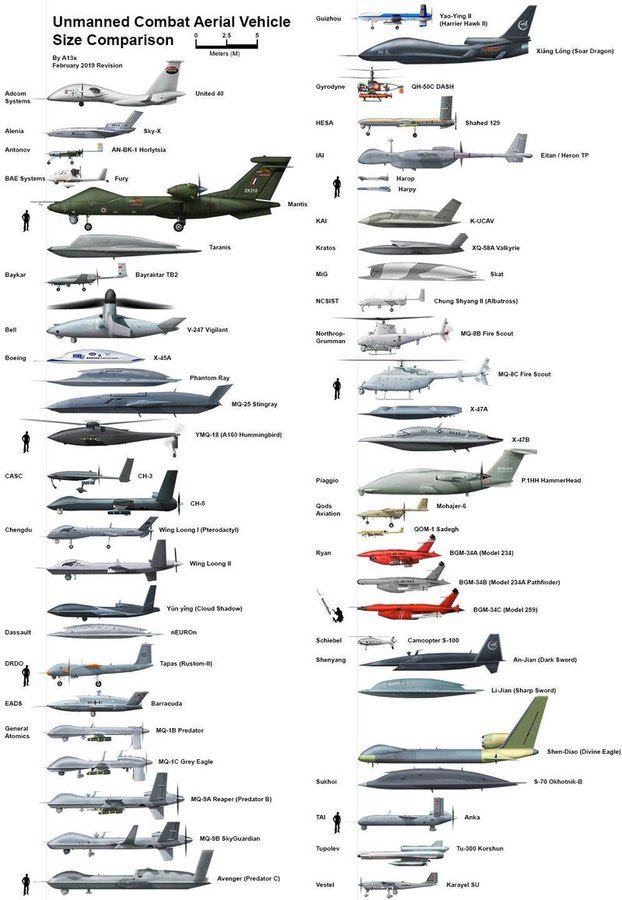 Unmanned Combat Aerial Vehicle
Size Comparison
0 2.5 5
Meters (M)
By A13x
February 2019 Revision
Adcom Systems United 40
Alenia Sky-X
Antonov AN-BK-1 Horlytsia
BAE Systems Fury
ZK210
Mantis
Taranis
Baykar Bayraktar TB2
Bell V-247 Vigilant
Boeing X-45A
Phantom Ray
MQ-25 Stingray
YMQ-18 (A160 Hummingbird)
CASC CH-3
CH-5
Chengdu Wing Loong I (Pterodactyl)
Wing Loong II
Yún yǐng (Cloud Shadow)
Dassault nEUROn
DRDO Tapas (Rustom-II)
EADS Barracuda
General Atomics MQ-1B Predator
MQ-1C Grey Eagle
MQ-9A Reaper (Predator B)
MQ-9B SkyGuardian
Avenger (Predator C)
Guizhou Yao-Ying II
(Harrier Hawk II)
Xiáng Lóng (Soar Dragon)
Gyrodyne QH-50C DASH
HESA Shahed 129
IAI Eitan / Heron TP
Harop
Harpy
KAI K-UCAV
Kratos XQ-58A Valkyrie
MiG Skat
NCSIST Chung Shyang II (Albatross)
Northrop-Grumman MQ-8B Fire Scout
MQ-8C Fire Scout
X-47A
X-47B
Piaggio P.1HH HammerHead
Qods Aviation Mohajer-6
QOM-1 Sadegh
Ryan BGM-34A (Model 234)
BGM-34B (Model 234A Pathfinder)
BGM-34C (Model 259)
Schiebel Camcopter S-100
Shenyang An-Jian (Dark Sword)
Li-Jian (Sharp Sword)
Shen-Diao (Divine Eagle)
Sukhoi S-70 Okhotnik-B
TAI Anka
Tupolev Tu-300 Korshun
Vestel Karayel SU